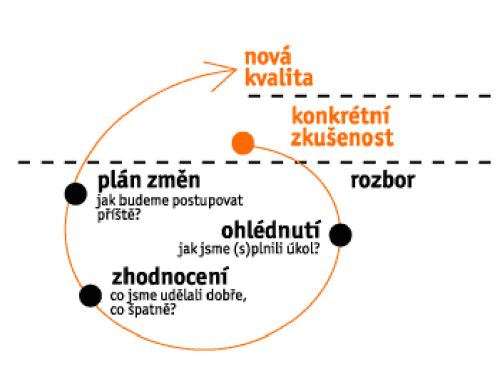 nová
kvalita
konkrétní
zkušenost
rozbor
ohlédnutí
jak jsme (s)plnili úkol?
zhodnocení
co jsme udělali dobře,
co špatně?
plán změn
jak budeme postupovat
příště?